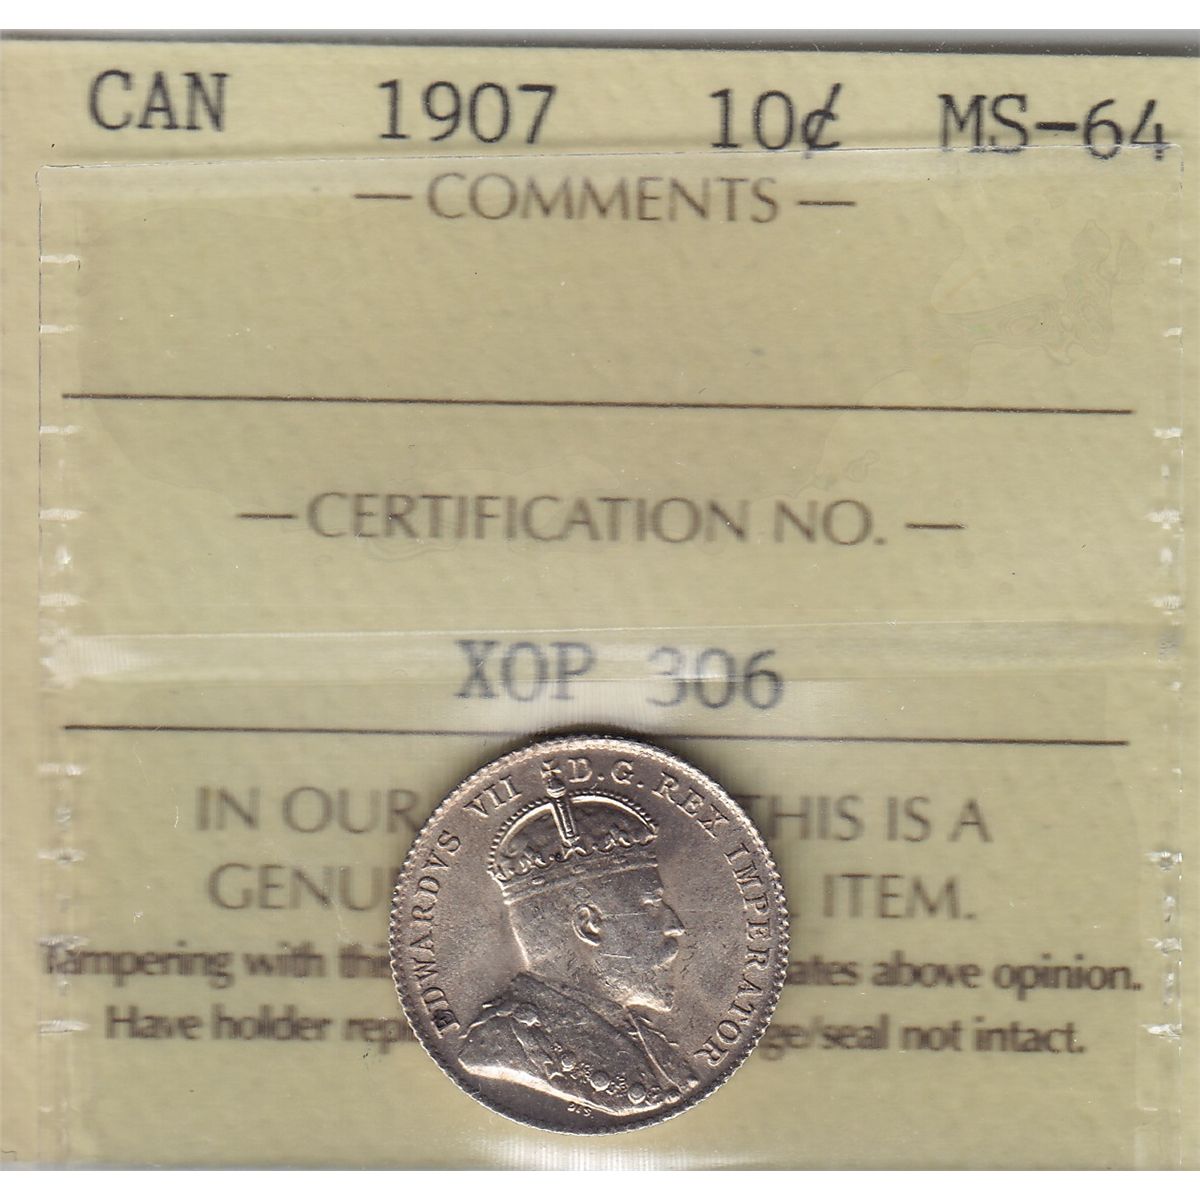 CAN 1907 10¢ MS-64
— COMMENTS —
— CERTIFICATION NO. —
XOP 306
IN OUR THIS IS A
GENU ITEM.
Tampering with thi ates above opinion.
Have holder rep ge/seal not intact.
EDWARDVS VII D.G. REX IMPERATOR
DES.